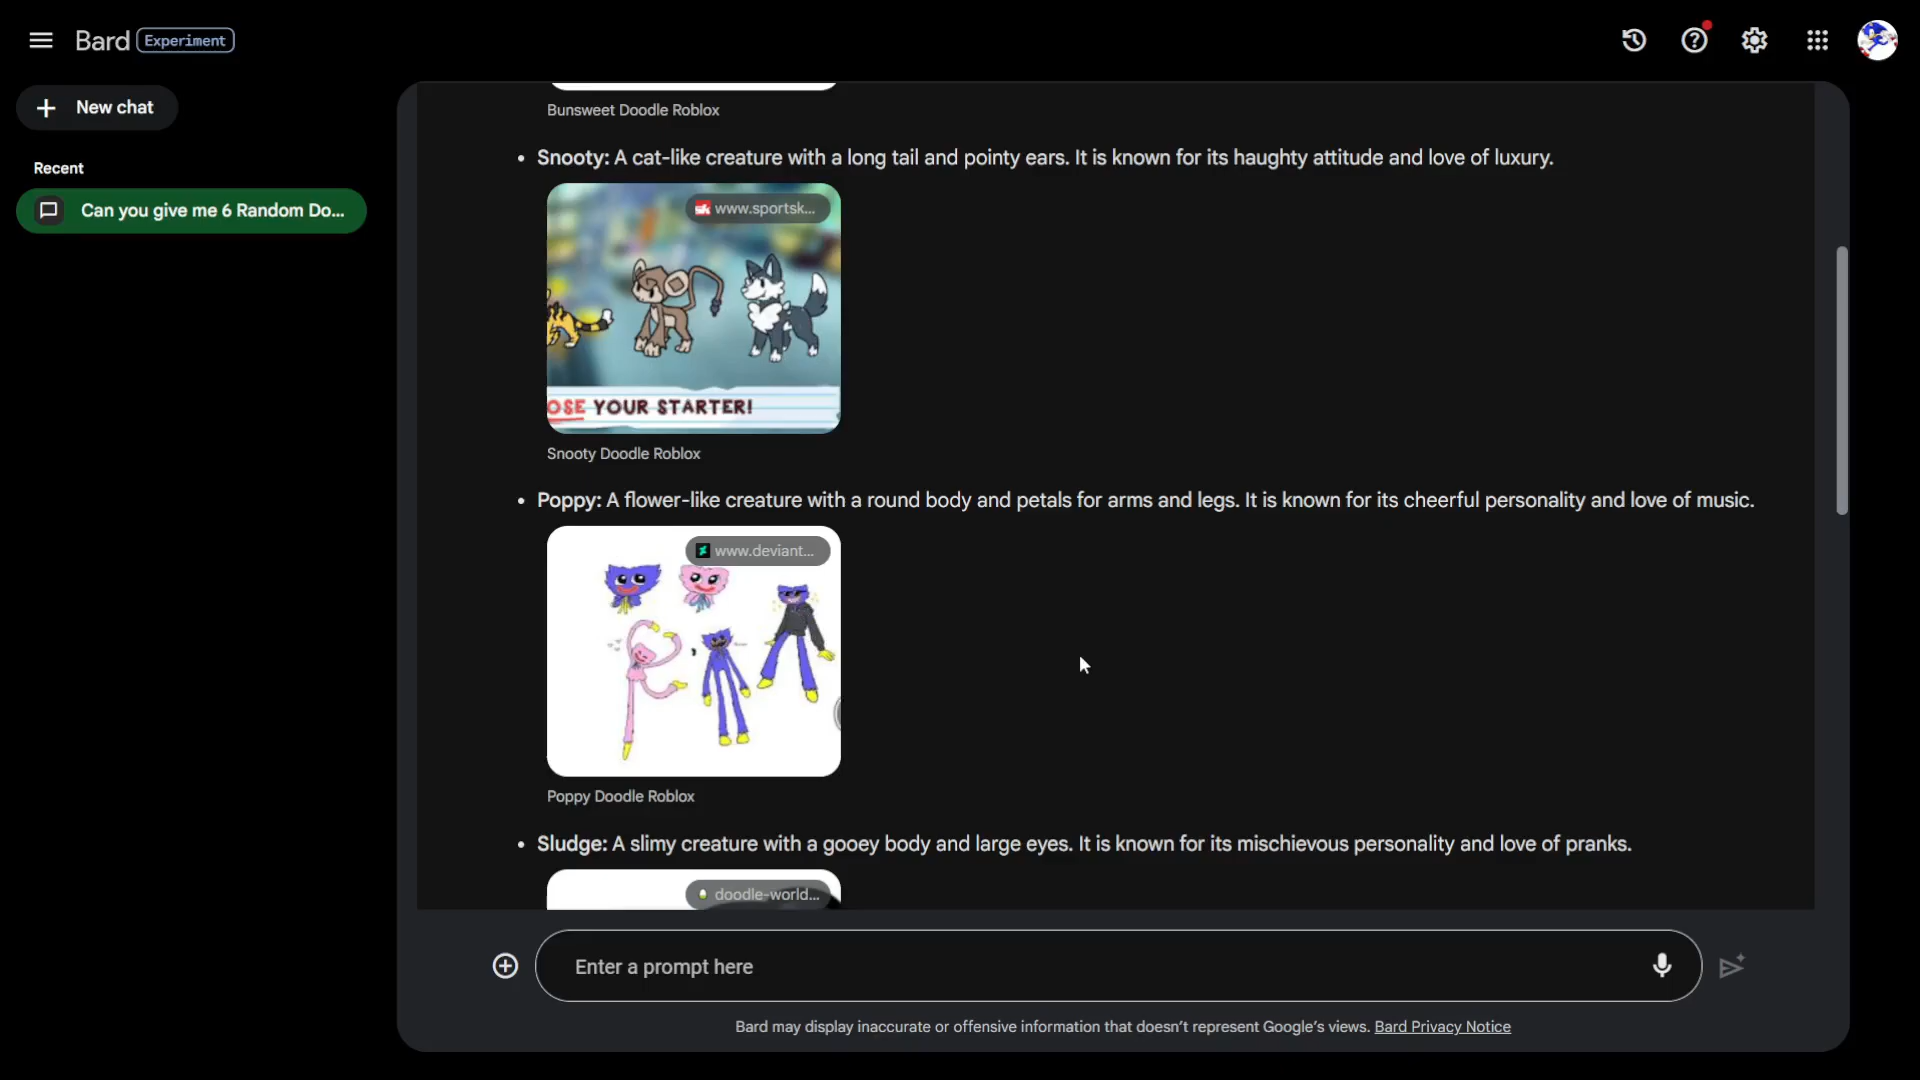 Bard Experiment
New chat
Recent
Can you give me 6 Random Do...
Bunsweet Doodle Roblox
• Snooty: A cat-like creature with a long tail and pointy ears. It is known for its haughty attitude and love of luxury.
www.sportsk...
OSE YOUR STARTER!
Snooty Doodle Roblox
• Poppy: A flower-like creature with a round body and petals for arms and legs. It is known for its cheerful personality and love of music.
www.deviant...
Poppy Doodle Roblox
• Sludge: A slimy creature with a gooey body and large eyes. It is known for its mischievous personality and love of pranks.
doodle-world...
Enter a prompt here
Bard may display inaccurate or offensive information that doesn't represent Google's views. Bard Privacy Notice